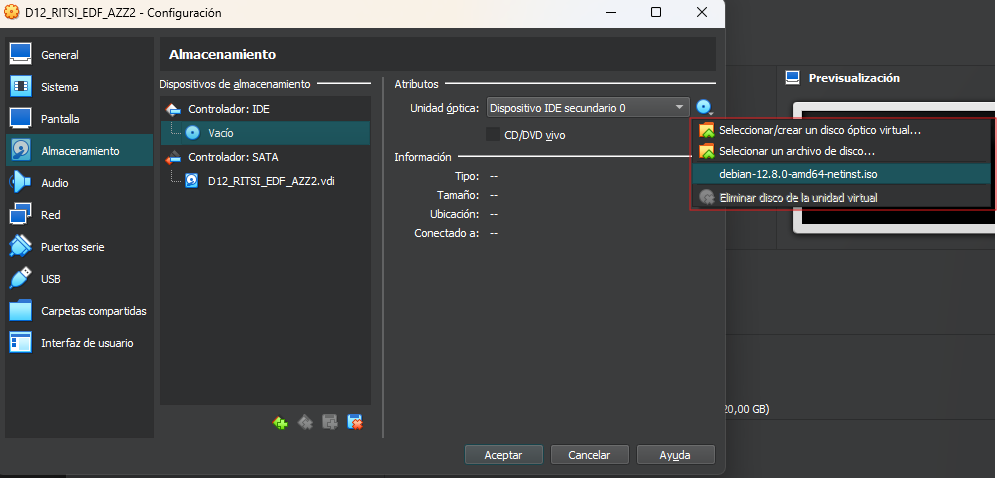 D12_RITSI_EDF_AZZ2 - Configuración
General
Sistema
Pantalla
Almacenamiento
Audio
Red
Puertos serie
USB
Carpetas compartidas
Interfaz de usuario
Almacenamiento
Dispositivos de almacenamiento
Controlador: IDE
Vacío
Controlador: SATA
D12_RITSI_EDF_AZZ2.vdi
Atributos
Unidad óptica: Dispositivo IDE secundario 0
CD/DVD vivo
Información
Tipo: --
Tamaño: --
Ubicación: --
Conectado a: --
Previsualización
Seleccionar/crear un disco óptico virtual...
Selecionar un archivo de disco...
debian-12.8.0-amd64-netinst.iso
Eliminar disco de la unidad virtual
20,00 GB)
Aceptar
Cancelar
Ayuda